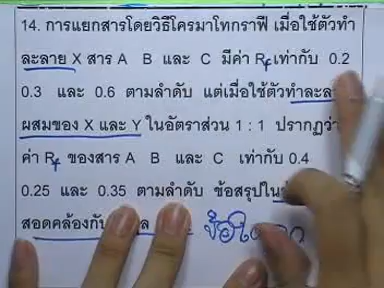 14. การแยกสารโดยวิธีโครมาโทกราฟี เมื่อใช้ตัวทำ
ละลาย X สาร A B และ C มีค่า Rf เท่ากับ 0.2
0.3 และ 0.6 ตามลำดับ แต่เมื่อใช้ตัวทำละล
ผสมของ X และ Y ในอัตราส่วน 1 : 1 ปรากฏว่
ค่า Rf ของสาร A B และ C เท่ากับ 0.4
0.25 และ 0.35 ตามลำดับ ข้อสรุปใน
สอดคล้องกับ